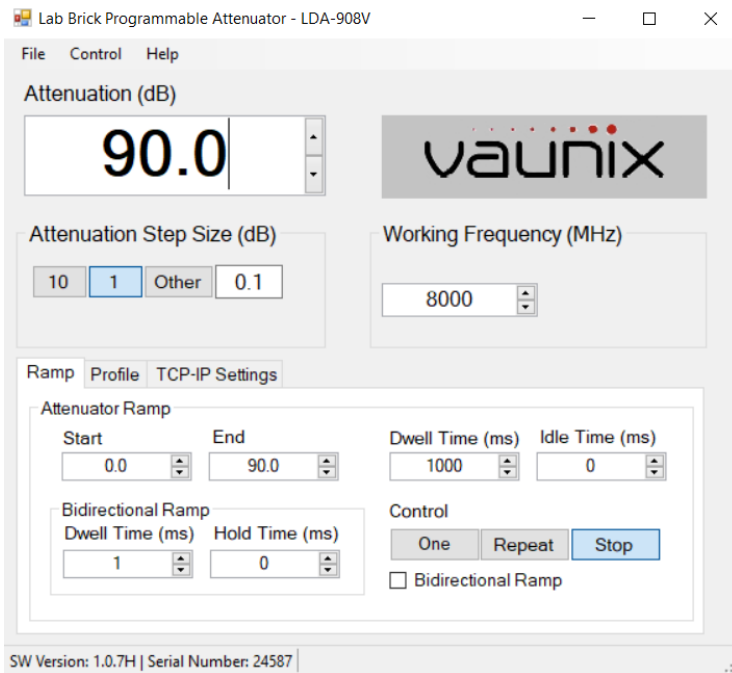 Lab Brick Programmable Attenuator - LDA-908V
File Control Help
Attenuation (dB)
90.0
vaunix
Attenuation Step Size (dB)
10 1 Other 0.1
Working Frequency (MHz)
8000
Ramp Profile TCP-IP Settings
Attenuator Ramp
Start End Dwell Time (ms) Idle Time (ms)
0.0 90.0 1000 0
Bidirectional Ramp
Dwell Time (ms) Hold Time (ms)
1 0
Control
One Repeat Stop
Bidirectional Ramp
SW Version: 1.0.7H | Serial Number: 24587